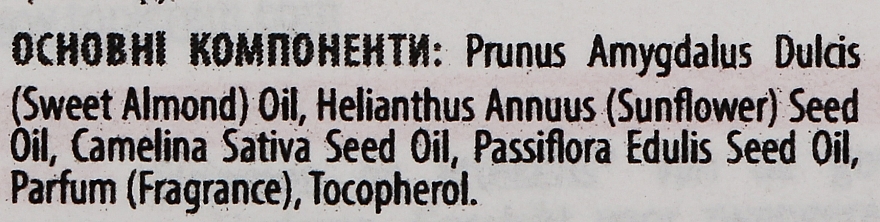 ОСНОВНІ КОМПОНЕНТИ: Prunus Amygdalus Dulcis
(Sweet Almond) Oil, Helianthus Annuus (Sunflower) Seed
Oil, Camelina Sativa Seed Oil, Passiflora Edulis Seed Oil,
Parfum (Fragrance), Tocopherol.